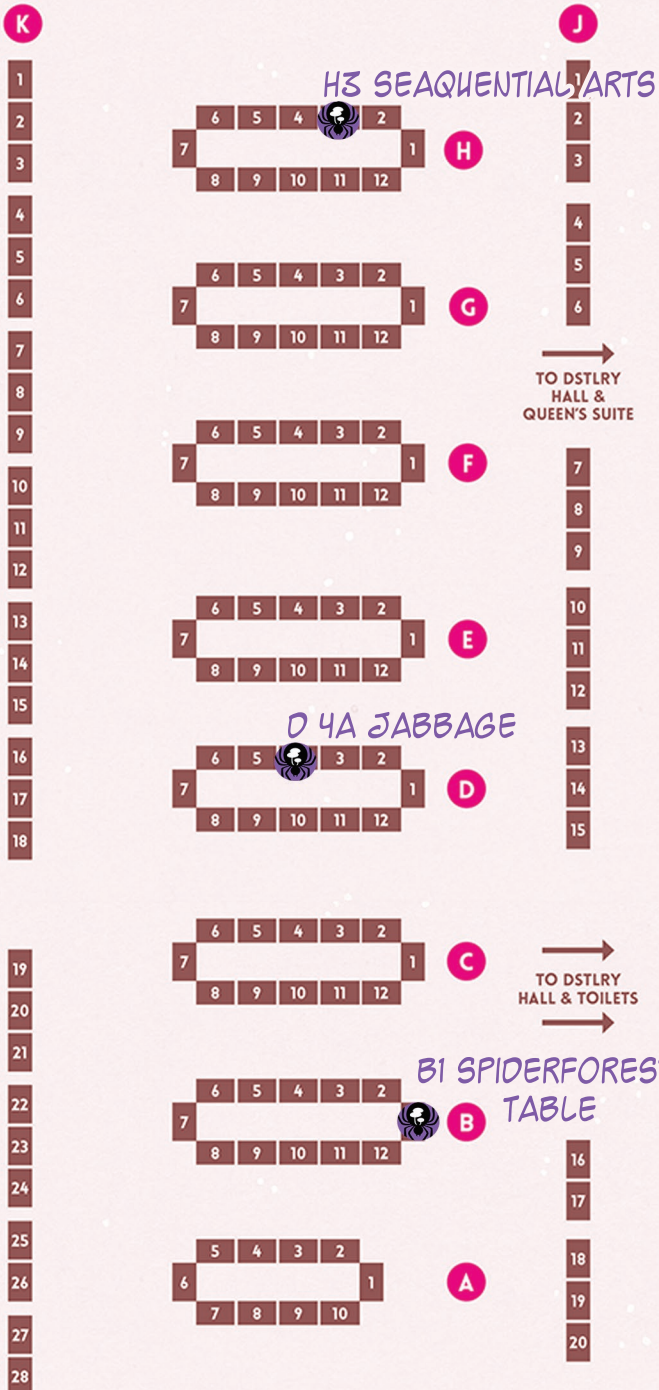 K
J
1
2
3
4
5
6
7
8
9
10
11
12
13
14
15
16
17
18
19
20
21
22
23
24
25
26
27
28
H3 SEAQUENTIAL ARTS
6 5 4 2
7 1
H
8 9 10 11 12
6 5 4 3 2
7 1
G
8 9 10 11 12
6 5 4 3 2
7 1
F
8 9 10 11 12
6 5 4 3 2
7 1
E
8 9 10 11 12
D 4A JABBAGE
6 5 3 2
7 1
D
8 9 10 11 12
6 5 4 3 2
7 1
C
8 9 10 11 12
B1 SPIDERFOREST
TABLE
6 5 4 3 2
7
B
8 9 10 11 12
5 4 3 2
6 1
A
7 8 9 10
1
2
3
4
5
6
TO DSTLRY
HALL &
QUEEN'S SUITE
7
8
9
10
11
12
13
14
15
TO DSTLRY
HALL & TOILETS
16
17
18
19
20